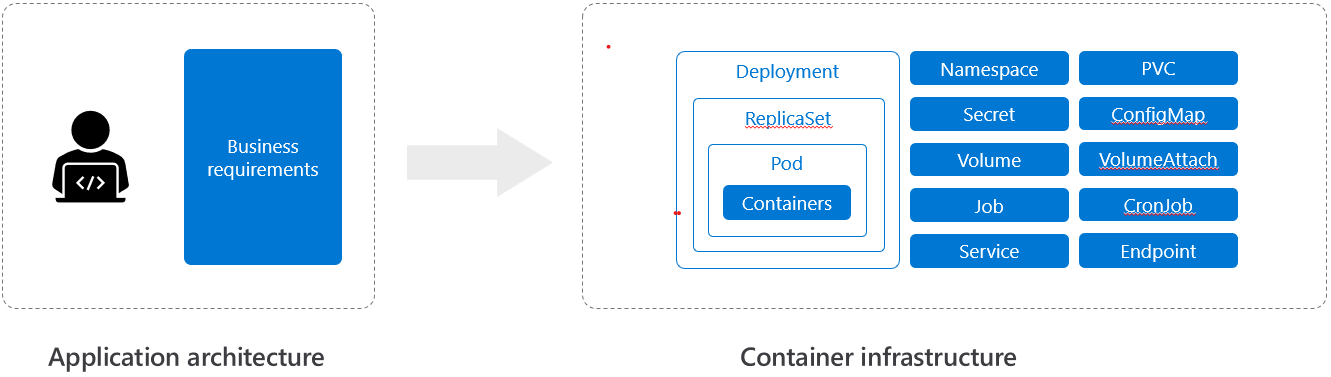 Business
requirements
Deployment
ReplicaSet
Pod
Containers
Namespace
PVC
Secret
ConfigMap
Volume
VolumeAttach
Job
CronJob
Service
Endpoint
Application architecture
Container infrastructure